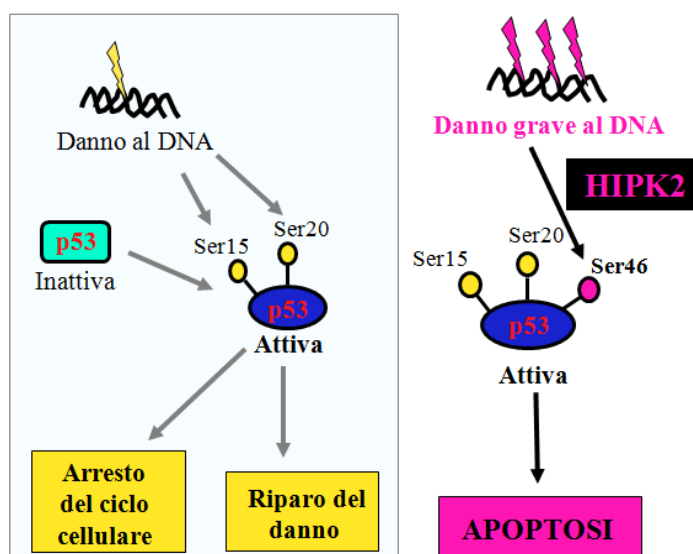 Danno al DNA
p53
Inattiva
Ser15
Ser20
p53
Attiva
Arresto
del ciclo
cellulare
Riparo del
danno
Danno grave al DNA
HIPK2
Ser15
Ser20
Ser46
p53
Attiva
APOPTOSI